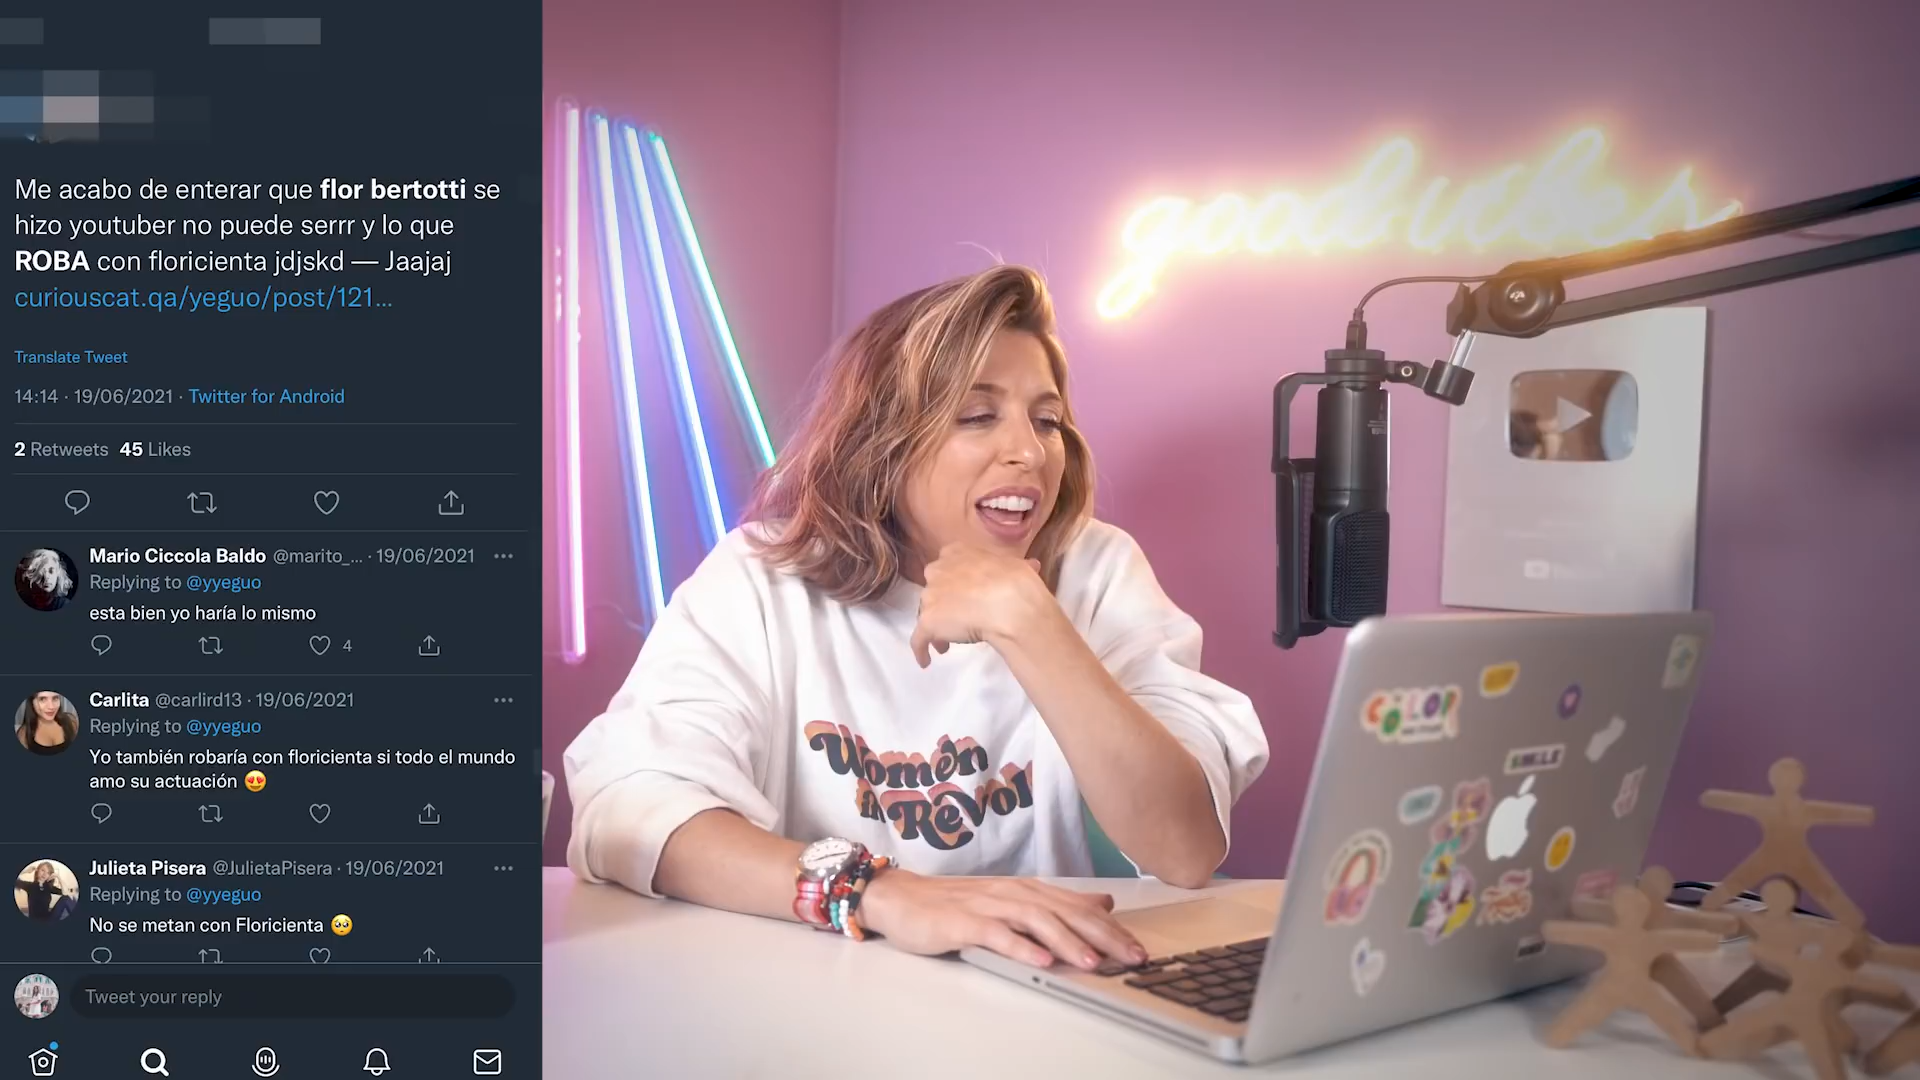 Me acabo de enterar que flor bertotti se
hizo youtuber no puede serrr y lo que
ROBA con floricienta jdjskd — Jaajaj
curiouscat.qa/yeguo/post/121...
Translate Tweet
14:14 · 19/06/2021 · Twitter for Android
2 Retweets 45 Likes
Mario Ciccola Baldo @marito_... · 19/06/2021
Replying to @yyeguo
esta bien yo haría lo mismo
4
Carlita @carlird13 · 19/06/2021
Replying to @yyeguo
Yo también robaría con floricienta si todo el mundo
amo su actuación 😍
Julieta Pisera @JulietaPisera · 19/06/2021
Replying to @yyeguo
No se metan con Floricienta 🥺
Tweet your reply
good vibes
Women
in Revol
COLOR
SMILE